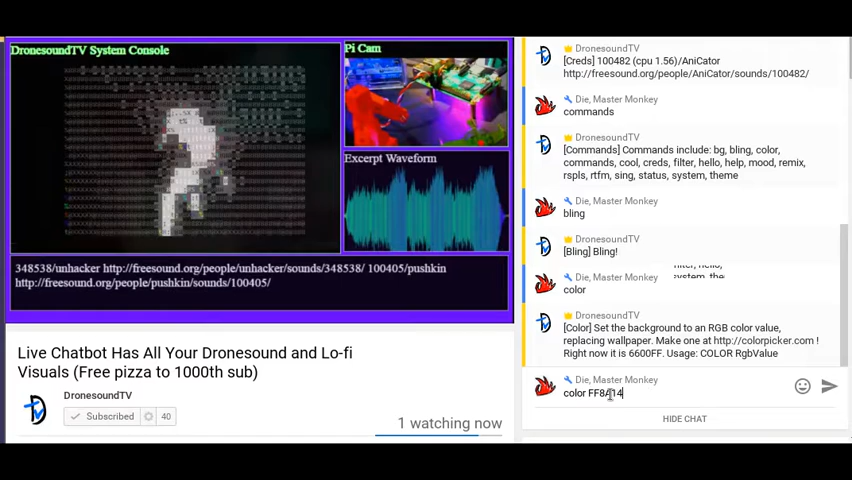 DronesoundTV System Console
Pi Cam
Excerpt Waveform
348538/unhacker http://freesound.org/people/unhacker/sounds/348538/ 100405/pushkin
http://freesound.org/people/pushkin/sounds/100405/
Live Chatbot Has All Your Dronesound and Lo-fi
Visuals (Free pizza to 1000th sub)
DronesoundTV
Subscribed 40
1 watching now
DronesoundTV
[Creds] 100482 (cpu 1.56)/AniCator
http://freesound.org/people/AniCator/sounds/100482/
Die, Master Monkey
commands
DronesoundTV
[Commands] Commands include: bg, bling, color,
commands, cool, creds, filter, hello, help, mood, remix,
rspls, rtfm, sing, status, system, theme
Die, Master Monkey
bling
DronesoundTV
[Bling] Bling!
Die, Master Monkey
color
DronesoundTV
[Color] Set the background to an RGB color value,
replacing wallpaper. Make one at http://colorpicker.com !
Right now it is 6600FF. Usage: COLOR RgbValue
Die, Master Monkey
color FF8A14
HIDE CHAT